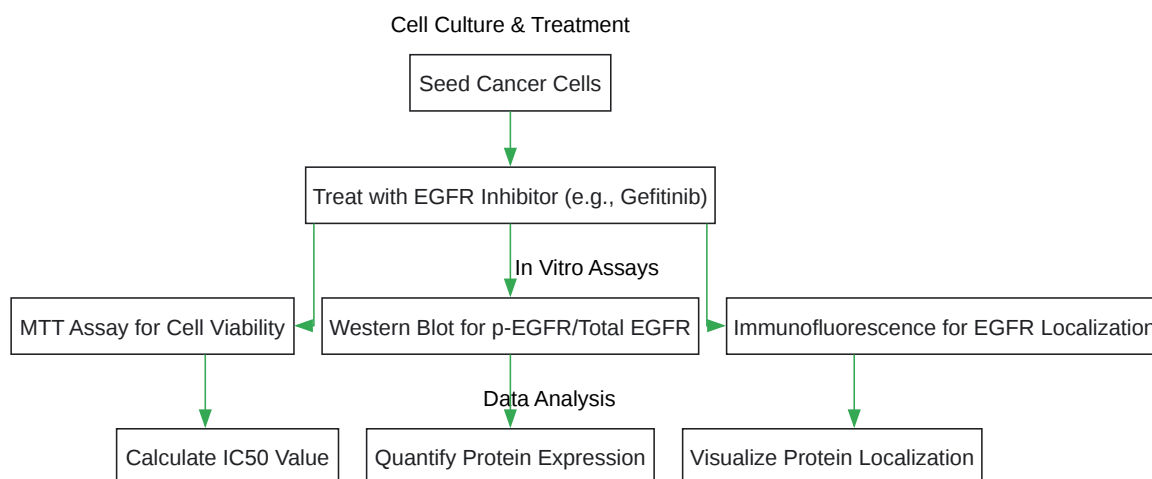 Cell Culture & Treatment
Seed Cancer Cells
Treat with EGFR Inhibitor (e.g., Gefitinib)
In Vitro Assays
MTT Assay for Cell Viability
Western Blot for p-EGFR/Total EGFR
Immunofluorescence for EGFR Localization
Data Analysis
Calculate IC50 Value
Quantify Protein Expression
Visualize Protein Localization